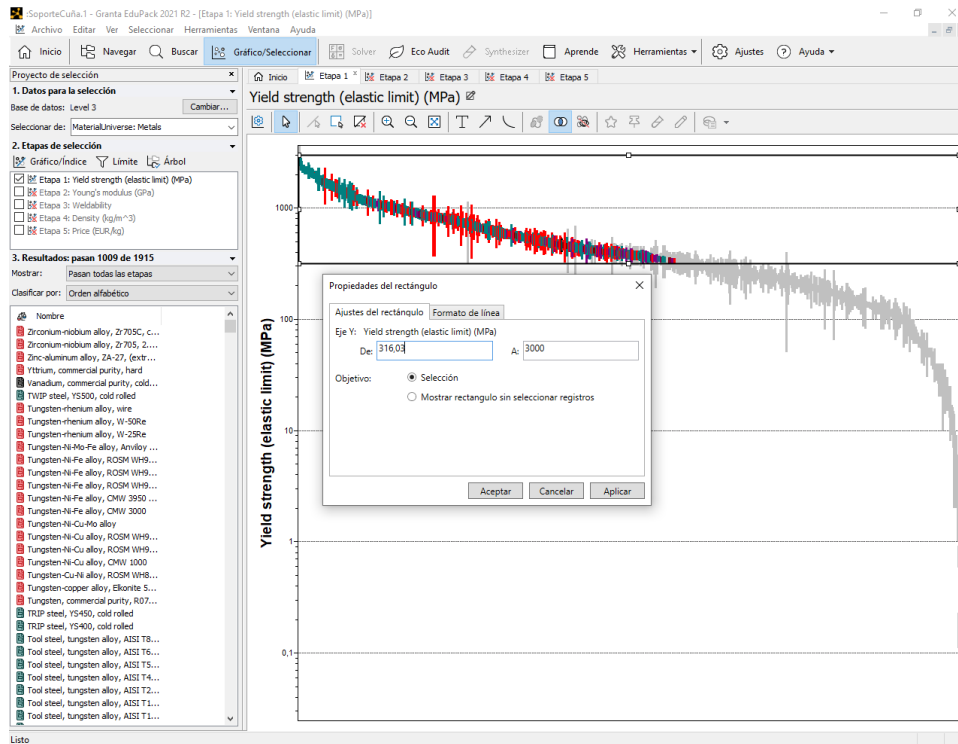 :SoporteCuña.1 - Granta EduPack 2021 R2 - [Etapa 1: Yield strength (elastic limit) (MPa)]
Archivo Editar Ver Seleccionar Herramientas Ventana Ayuda
Inicio Navegar Buscar Gráfico/Seleccionar Solver Eco Audit Synthesizer Aprende Herramientas Ajustes Ayuda
Proyecto de selección
1. Datos para la selección
Base de datos: Level 3 Cambiar...
Seleccionar de: MaterialUniverse: Metals
2. Etapas de selección
Gráfico/Índice Límite Árbol
Etapa 1: Yield strength (elastic limit) (MPa)
Etapa 2: Young's modulus (GPa)
Etapa 3: Weldability
Etapa 4: Density (kg/m^3)
Etapa 5: Price (EUR/kg)
3. Resultados: pasan 1009 de 1915
Mostrar: Pasan todas las etapas
Clasificar por: Orden alfabético
Nombre
Zirconium-niobium alloy, Zr705C, c...
Zirconium-niobium alloy, Zr705, 2....
Zinc-aluminum alloy, ZA-27, (extr...
Yttrium, commercial purity, hard
Vanadium, commercial purity, cold...
TWIP steel, YS500, cold rolled
Tungsten-rhenium alloy, wire
Tungsten-rhenium alloy, W-50Re
Tungsten-rhenium alloy, W-25Re
Tungsten-Ni-Mo-Fe alloy, Anviloy ...
Tungsten-Ni-Fe alloy, ROSM WH9...
Tungsten-Ni-Fe alloy, ROSM WH9...
Tungsten-Ni-Fe alloy, ROSM WH9...
Tungsten-Ni-Fe alloy, CMW 3950 ...
Tungsten-Ni-Fe alloy, CMW 3000
Tungsten-Ni-Cu-Mo alloy
Tungsten-Ni-Cu alloy, ROSM WH9...
Tungsten-Ni-Cu alloy, ROSM WH9...
Tungsten-Ni-Cu alloy, CMW 1000
Tungsten-Cu-Ni alloy, ROSM WH8...
Tungsten-copper alloy, Elkonite 5...
Tungsten, commercial purity, R07...
TRIP steel, YS450, cold rolled
TRIP steel, YS400, cold rolled
Tool steel, tungsten alloy, AISI T8...
Tool steel, tungsten alloy, AISI T6...
Tool steel, tungsten alloy, AISI T5...
Tool steel, tungsten alloy, AISI T4...
Tool steel, tungsten alloy, AISI T2...
Tool steel, tungsten alloy, AISI T1...
Tool steel, tungsten alloy, AISI T1...
Listo
Inicio Etapa 1 Etapa 2 Etapa 3 Etapa 4 Etapa 5
Yield strength (elastic limit) (MPa)
Yield strength (elastic limit) (MPa)
1000
100
10
1
0,1
Propiedades del rectángulo
Ajustes del rectángulo Formato de línea
Eje Y: Yield strength (elastic limit) (MPa)
De: 316,03 A: 3000
Objetivo: Selección
Mostrar rectangulo sin seleccionar registros
Aceptar Cancelar Aplicar